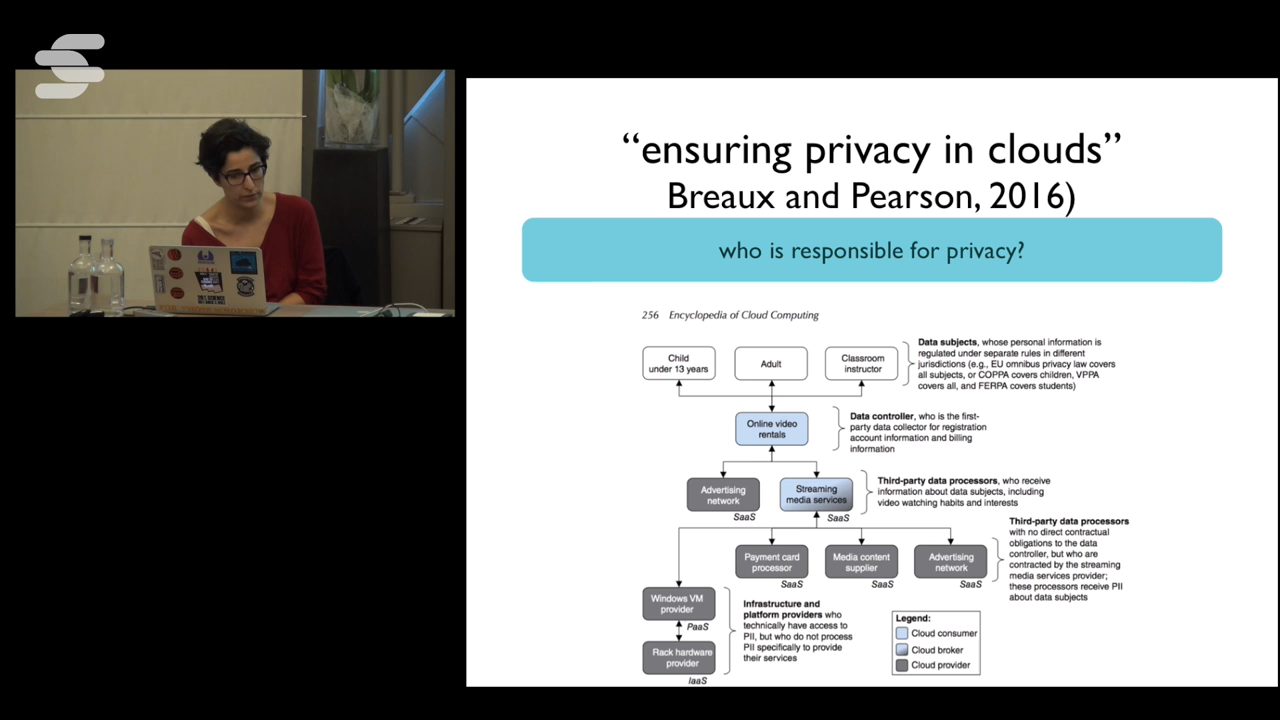 “ensuring privacy in clouds”
Breaux and Pearson, 2016)
who is responsible for privacy?
256 Encyclopedia of Cloud Computing
Child
under 13 years
Adult
Classroom
instructor
Data subjects, whose personal information is
regulated under separate rules in different
jurisdictions (e.g., EU omnibus privacy law covers
all subjects, or COPPA covers children, VPPA
covers all, and FERPA covers students)
Online video
rentals
Data controller, who is the first-
party data collector for registration
account information and billing
information
Advertising
network
SaaS
Streaming
media services
SaaS
Third-party data processors, who receive
information about data subjects, including
video watching habits and interests
Payment card
processor
SaaS
Media content
supplier
SaaS
Advertising
network
SaaS
Third-party data processors
with no direct contractual
obligations to the data
controller, but who are
contracted by the streaming
media services provider;
these processors receive PII
about data subjects
Windows VM
provider
PaaS
Rack hardware
provider
IaaS
Infrastructure and
platform providers who
technically have access to
PII, but who do not process
PII specifically to provide
their services
Legend:
Cloud consumer
Cloud broker
Cloud provider